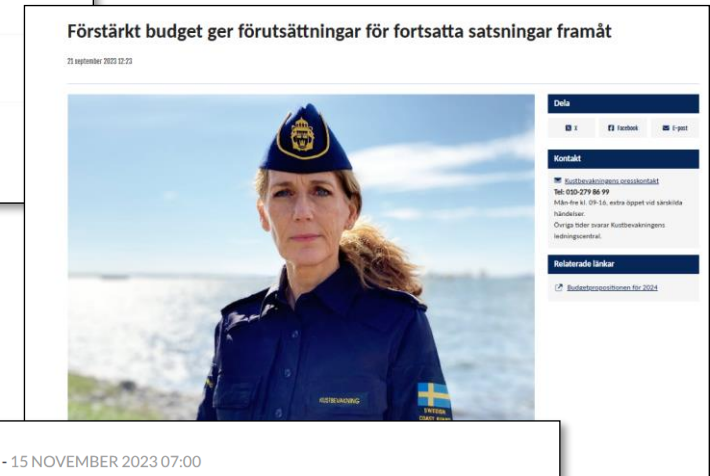 Förstärkt budget ger förutsättningar för fortsatta satsningar framåt
21 september 2023 12:23
Dela
X
Facebook
E-post
Kontakt
Kustbevakningens presskontakt
Tel: 010-279 86 99
Mån-fre kl. 09-16, extra öppet vid särskilda
händelser.
Övriga tider svarar Kustbevakningens
ledningscentral.
Relaterade länkar
Budgetpropositionen för 2024
KUSTBEVAKNING
SWEDEN
COAST GUARD
- 15 NOVEMBER 2023 07:00